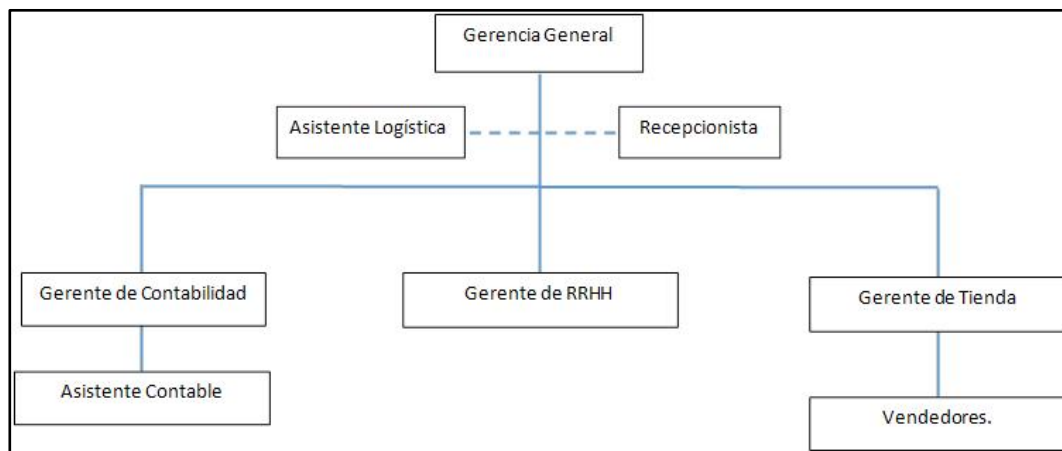 Gerencia General
Asistente Logística
Recepcionista
Gerente de Contabilidad
Gerente de RRHH
Gerente de Tienda
Asistente Contable
Vendedores.